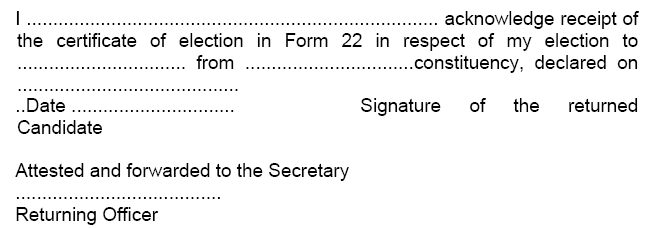 I ............................................................................. acknowledge receipt of
the certificate of election in Form 22 in respect of my election to
................................ from ................................constituency, declared on
..........................................
..Date ............................... Signature of the returned
Candidate
Attested and forwarded to the Secretary
.......................................
Returning Officer